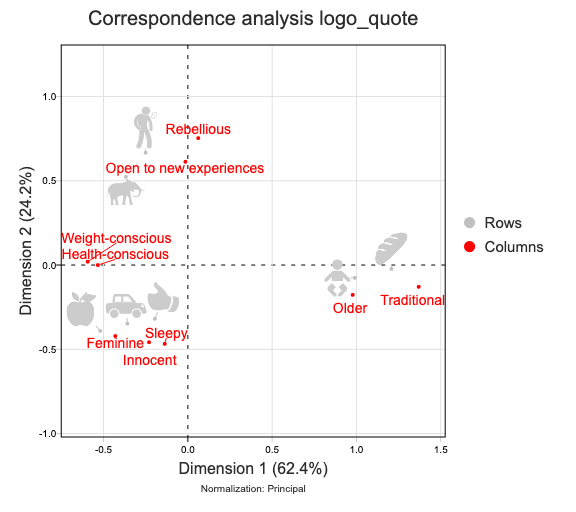 Correspondence analysis logo_quote
Dimension 2 (24.2%)
1.0
0.5
0.0
-0.5
-1.0
Rebellious
Open to new experiences
Weight-conscious
Health-conscious
Older
Traditional
Sleepy
Feminine
Innocent
-0.5
0.0
0.5
1.0
1.5
Dimension 1 (62.4%)
Normalization: Principal
Rows
Columns